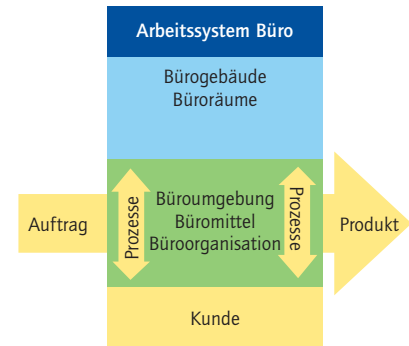 Arbeitssystem Büro
Bürogebäude
Büroräume
Auftrag
Prozesse
Büroumgebung
Büromittel
Büroorganisation
Prozesse
Produkt
Kunde